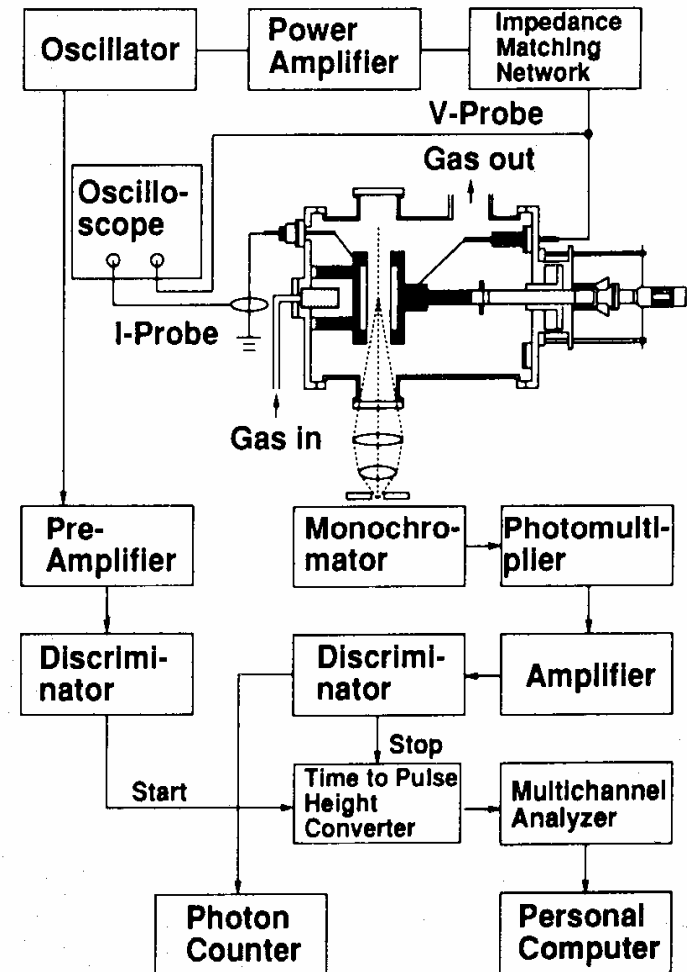 Oscillator
Power
Amplifier
Impedance
Matching
Network
V-Probe
Gas out
Oscillo-
scope
I-Probe
Gas in
Pre-
Amplifier
Monochro-
mator
Photomulti-
plier
Discrimi-
nator
Discrimi-
nator
Amplifier
Stop
Start
Time to Pulse
Height
Converter
Multichannel
Analyzer
Photon
Counter
Personal
Computer